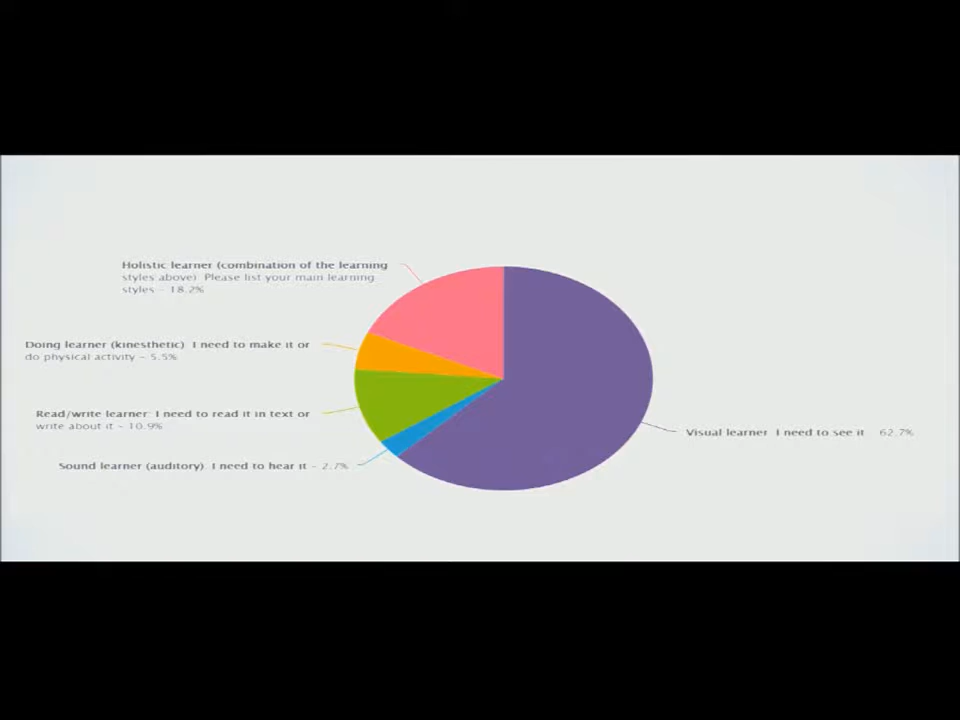 Holistic learner (combination of the learning
styles above). Please list your main learning
styles – 18.2%
Doing learner (kinesthetic). I need to make it or
do physical activity – 5.5%
Read/write learner: I need to read it in text or
write about it – 10.9%
Visual learner. I need to see it – 62.7%
Sound learner (auditory). I need to hear it – 2.7%